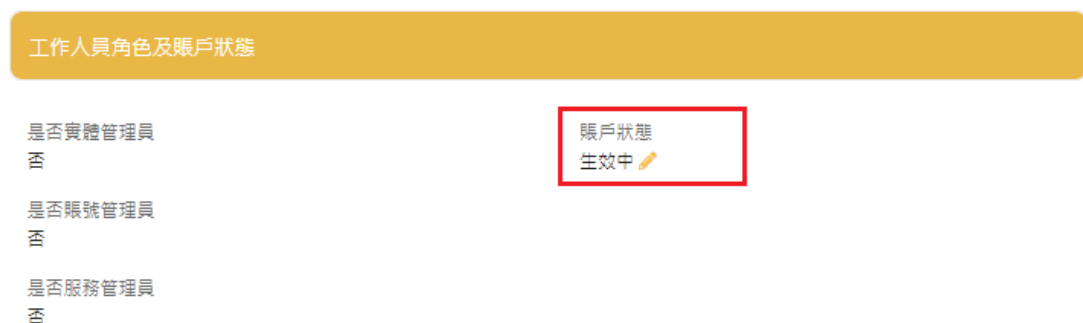 工作人員角色及賬戶狀態
是否實體管理員
否
賬戶狀態
生效中
是否賬號管理員
否
是否服務管理員
否